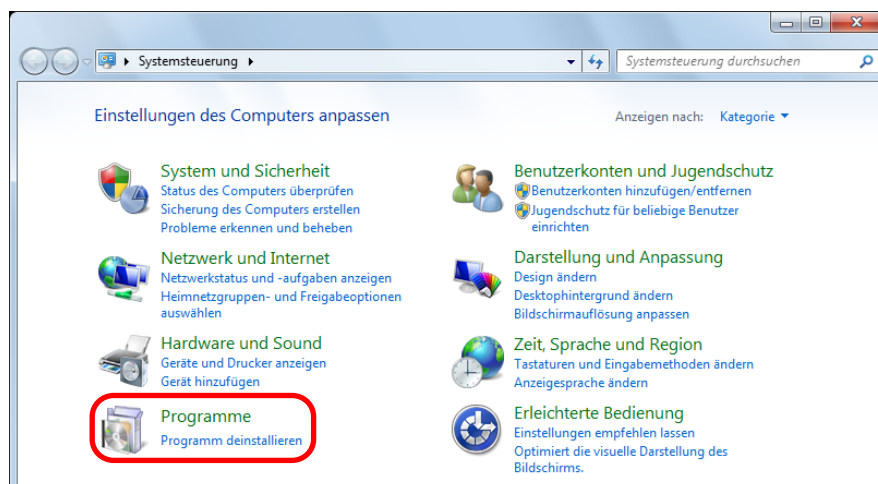 Systemsteuerung
Systemsteuerung durchsuchen
Einstellungen des Computers anpassen
Anzeigen nach: Kategorie
System und Sicherheit
Status des Computers überprüfen
Sicherung des Computers erstellen
Probleme erkennen und beheben
Netzwerk und Internet
Netzwerkstatus und -aufgaben anzeigen
Heimnetzgruppen- und Freigabeoptionen
auswählen
Hardware und Sound
Geräte und Drucker anzeigen
Gerät hinzufügen
Programme
Programm deinstallieren
Benutzerkonten und Jugendschutz
Benutzerkonten hinzufügen/entfernen
Jugendschutz für beliebige Benutzer
einrichten
Darstellung und Anpassung
Design ändern
Desktophintergrund ändern
Bildschirmauflösung anpassen
Zeit, Sprache und Region
Tastaturen und Eingabemethoden ändern
Anzeigesprache ändern
Erleichterte Bedienung
Einstellungen empfehlen lassen
Optimiert die visuelle Darstellung des
Bildschirms.